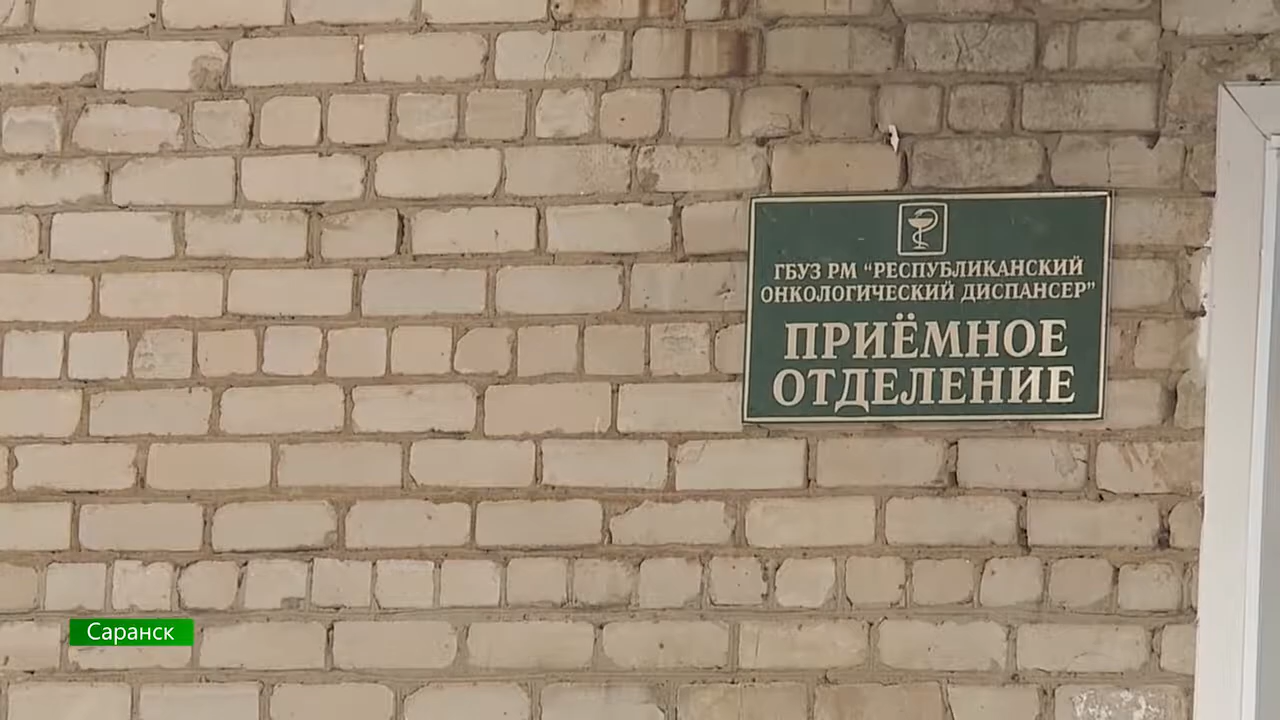 ГБУЗ РМ “РЕСПУБЛИКАНСКИЙ
ОНКОЛОГИЧЕСКИЙ ДИСПАНСЕР”
ПРИЁМНОЕ
ОТДЕЛЕНИЕ
Саранск